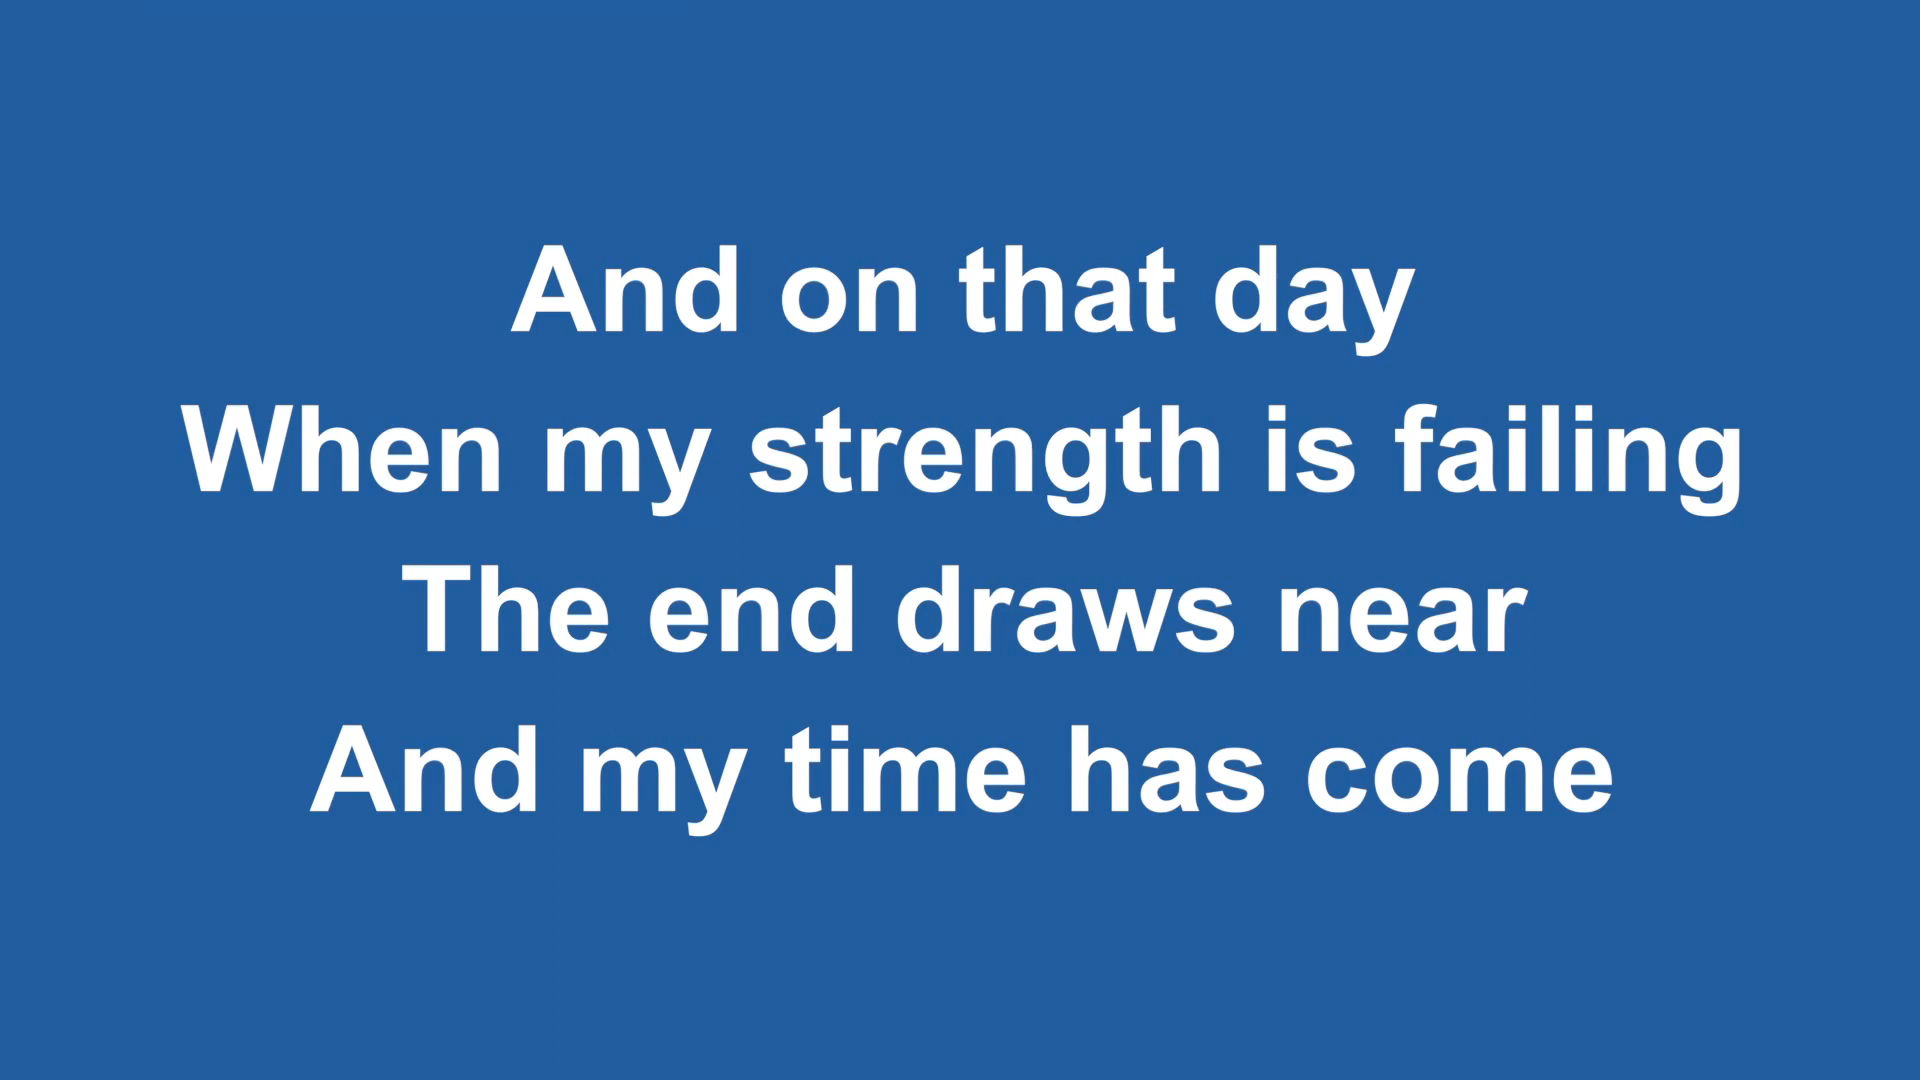 And on that day
When my strength is failing
The end draws near
And my time has come